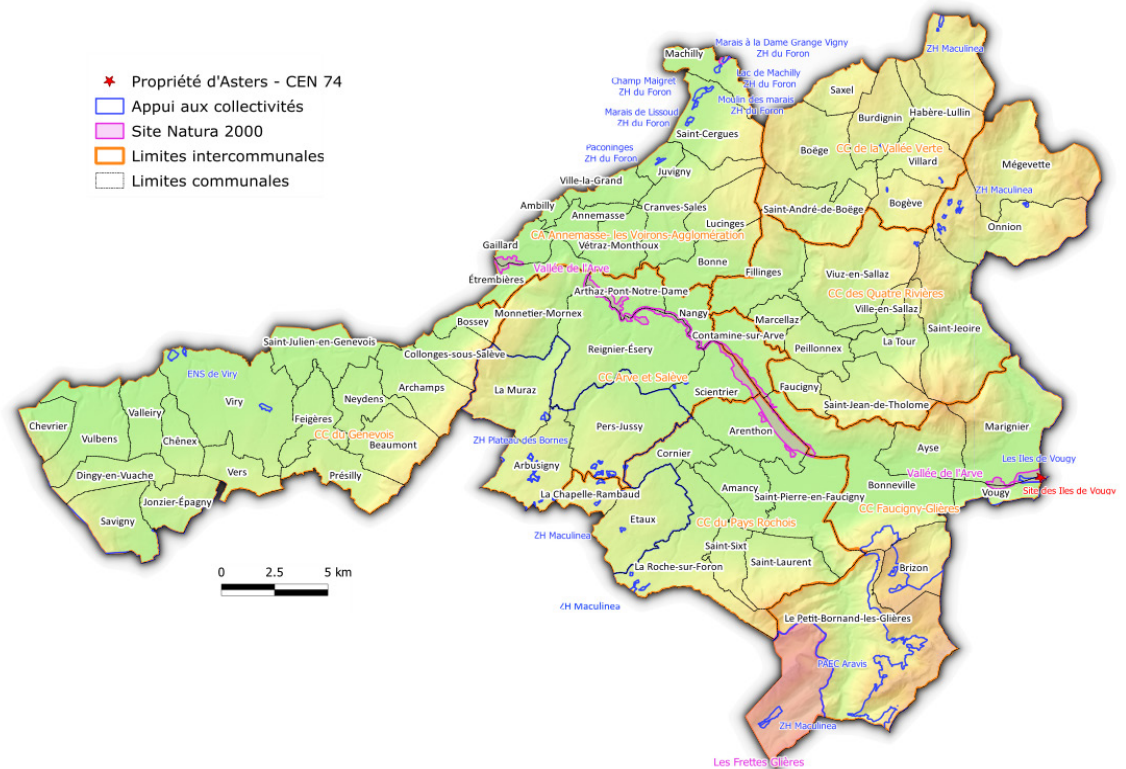 Propriété d'Asters - CEN 74
Appui aux collectivités
Site Natura 2000
Limites intercommunales
Limites communales
0 2.5 5 km
ZH Maculinea
Marais à la Dame Grange Vigny
ZH du Foron
Machilly
Lac de Machilly
ZH du Foron
Champ Maigret
ZH du Foron
Moulin des marais
ZH du Foron
Marais de Lissoud
ZH du Foron
Saint-Cergues
Saxel
Burdignin
Habère-Lullin
Boëge
CC de la Vallée Verte
Villard
Mégevette
Paconinges
ZH du Foron
Juvigny
Ville-la-Grand
ZH Maculinea
Bogève
Onnion
Ambilly
Annemasse
Cranves-Sales
Saint-André-de-Boëge
Lucinges
CA Annemasse- les Voirons-Agglomération
Gaillard
Vétraz-Monthoux
Bonne
Fillinges
Viuz-en-Sallaz
Vallée de l'Arve
Étrembières
Arthaz-Pont-Notre-Dame
CC des Quatre Rivières
Ville-en-Sallaz
Monnetier-Mornex
Nangy
Marcellaz
Bossey
Contamine-sur-Arve
Saint-Jeoire
La Tour
Peillonnex
Saint-Julien-en-Genevois
Collonges-sous-Salève
Reignier-Ésery
ENS de Viry
CC Arve et Salève
Archamps
La Muraz
Scientrier
Faucigny
Saint-Jean-de-Tholome
Viry
Neydens
Valleiry
Chevrier
Feigères
Pers-Jussy
Marignier
Vulbens
Chênex
CC du Genevois
Beaumont
ZH Plateau des Bornes
Arenthon
Ayse
Cornier
Les Iles de Vougy
Arbusigny
Dingy-en-Vuache
Vers
Présilly
Vallée de l'Arve
Bonneville
Vougy
Site des Iles de Vougy
Jonzier-Épagny
La Chapelle-Rambaud
Amancy
Saint-Pierre-en-Faucigny
CC Faucigny-Glières
Savigny
Etaux
CC du Pays Rochois
ZH Maculinea
Saint-Sixt
Saint-Laurent
La Roche-sur-Foron
Brizon
ZH Maculinea
Le Petit-Bornand-les-Glières
PAEC Aravis
ZH Maculinea
Les Frettes Glières